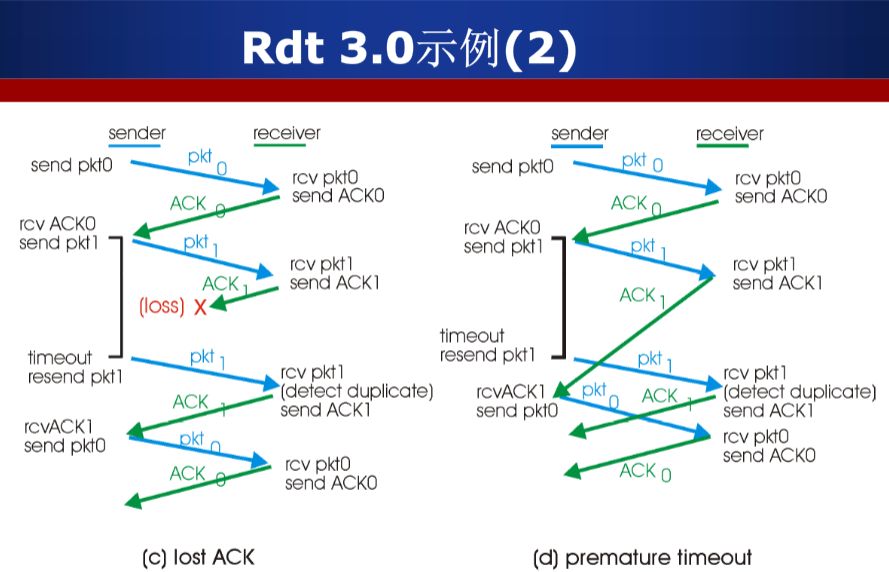 Rdt 3.0示例(2)
sender
receiver
send pkt0
pkt 0
rcv pkt0
send ACK0
ACK 0
rcv ACK0
send pkt1
pkt 1
rcv pkt1
send ACK1
ACK 1
(loss) X
timeout
resend pkt1
pkt 1
rcv pkt1
(detect duplicate)
send ACK1
ACK 1
rcvACK1
send pkt0
pkt 0
rcv pkt0
send ACK0
ACK 0
(c) lost ACK
sender
receiver
send pkt0
pkt 0
rcv pkt0
send ACK0
ACK 0
rcv ACK0
send pkt1
pkt 1
rcv pkt1
send ACK1
ACK 1
timeout
resend pkt1
pkt 1
rcv pkt1
(detect duplicate)
send ACK1
rcvACK1
send pkt0
pkt 0
ACK 1
rcv pkt0
send ACK0
ACK 0
(d) premature timeout